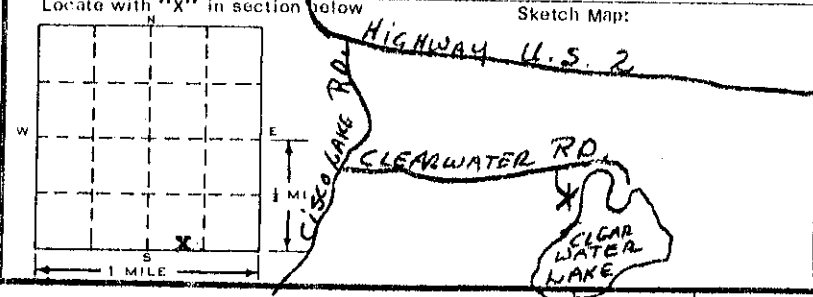 Locate with "X" in section below
Sketch Map:
N
W
E
S
X
MI
1 MILE
HIGHWAY U.S. 2
CISCO LAKE RD.
CLEARWATER RD.
X
CLEAR
WATER
LAKE